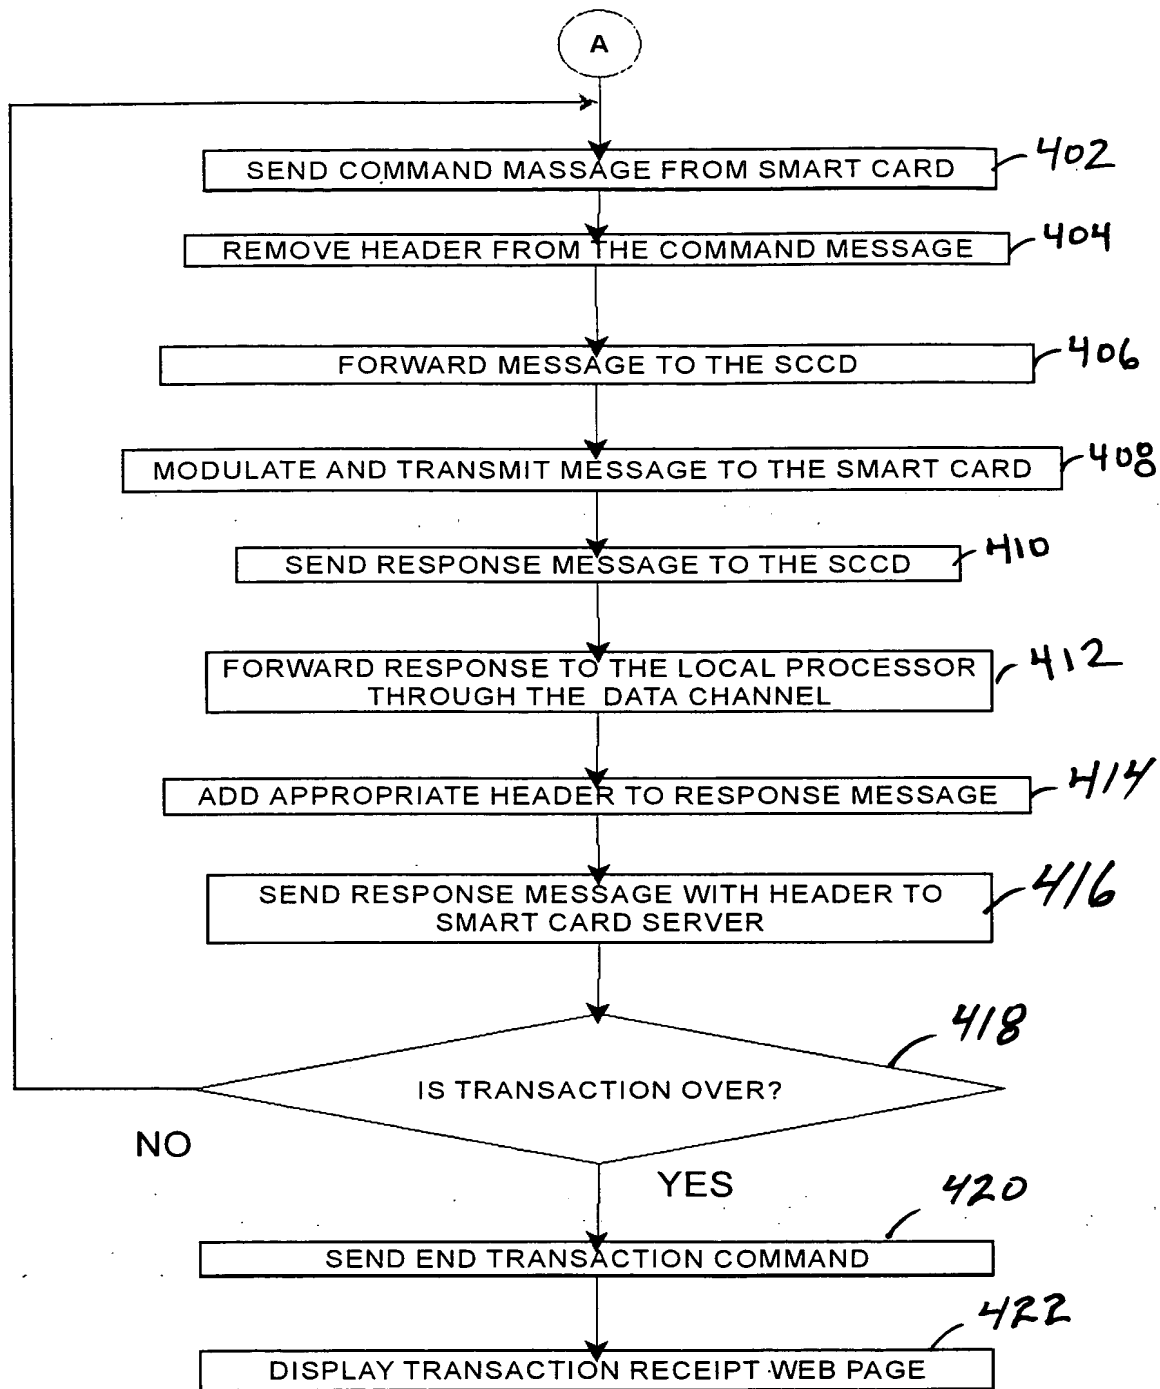 A
SEND COMMAND MASSAGE FROM SMART CARD
402
REMOVE HEADER FROM THE COMMAND MESSAGE
404
FORWARD MESSAGE TO THE SCCD
406
MODULATE AND TRANSMIT MESSAGE TO THE SMART CARD
408
SEND RESPONSE MESSAGE TO THE SCCD
410
FORWARD RESPONSE TO THE LOCAL PROCESSOR
THROUGH THE DATA CHANNEL
412
ADD APPROPRIATE HEADER TO RESPONSE MESSAGE
414
SEND RESPONSE MESSAGE WITH HEADER TO
SMART CARD SERVER
416
418
IS TRANSACTION OVER?
NO
YES
420
SEND END TRANSACTION COMMAND
422
DISPLAY TRANSACTION RECEIPT WEB PAGE